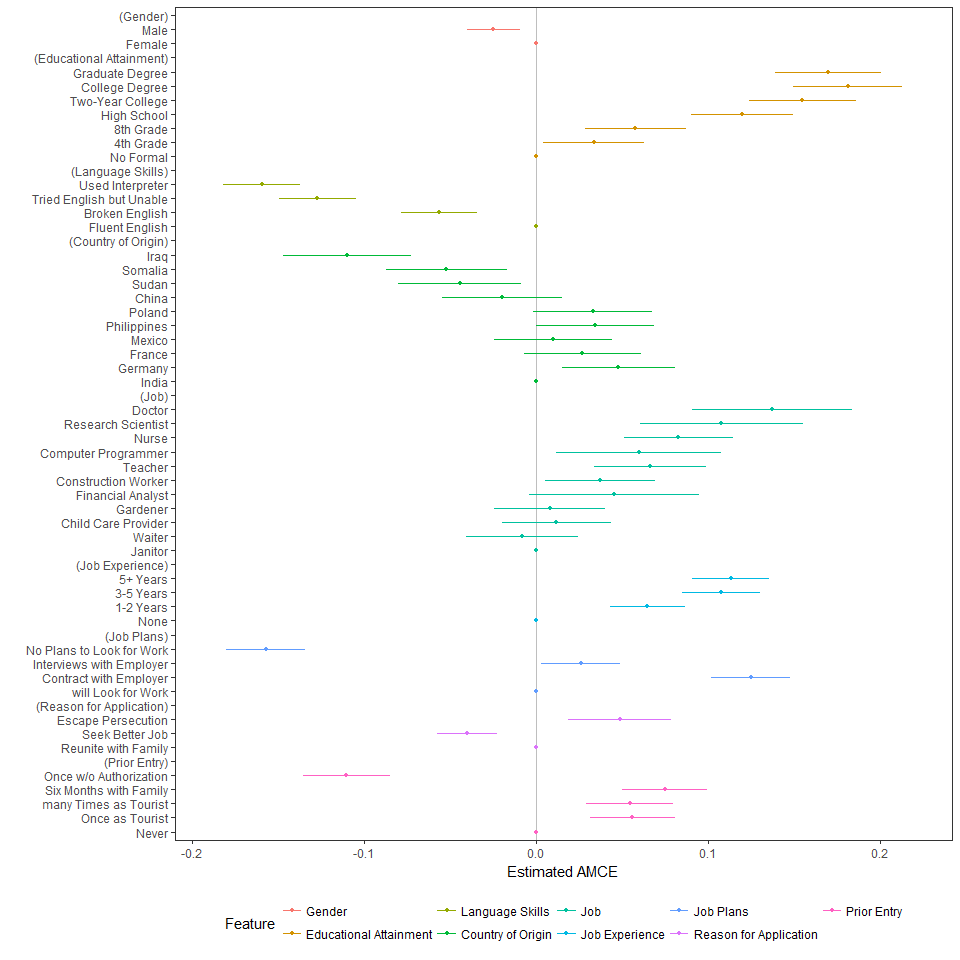 (Gender)
Male
Female
(Educational Attainment)
Graduate Degree
College Degree
Two-Year College
High School
8th Grade
4th Grade
No Formal
(Language Skills)
Used Interpreter
Tried English but Unable
Broken English
Fluent English
(Country of Origin)
Iraq
Somalia
Sudan
China
Poland
Philippines
Mexico
France
Germany
India
(Job)
Doctor
Research Scientist
Nurse
Computer Programmer
Teacher
Construction Worker
Financial Analyst
Gardener
Child Care Provider
Waiter
Janitor
(Job Experience)
5+ Years
3-5 Years
1-2 Years
None
(Job Plans)
No Plans to Look for Work
Interviews with Employer
Contract with Employer
will Look for Work
(Reason for Application)
Escape Persecution
Seek Better Job
Reunite with Family
(Prior Entry)
Once w/o Authorization
Six Months with Family
many Times as Tourist
Once as Tourist
Never
-0.2 -0.1 0.0 0.1 0.2
Estimated AMCE
Feature
Gender Language Skills Job Job Plans Prior Entry
Educational Attainment Country of Origin Job Experience Reason for Application